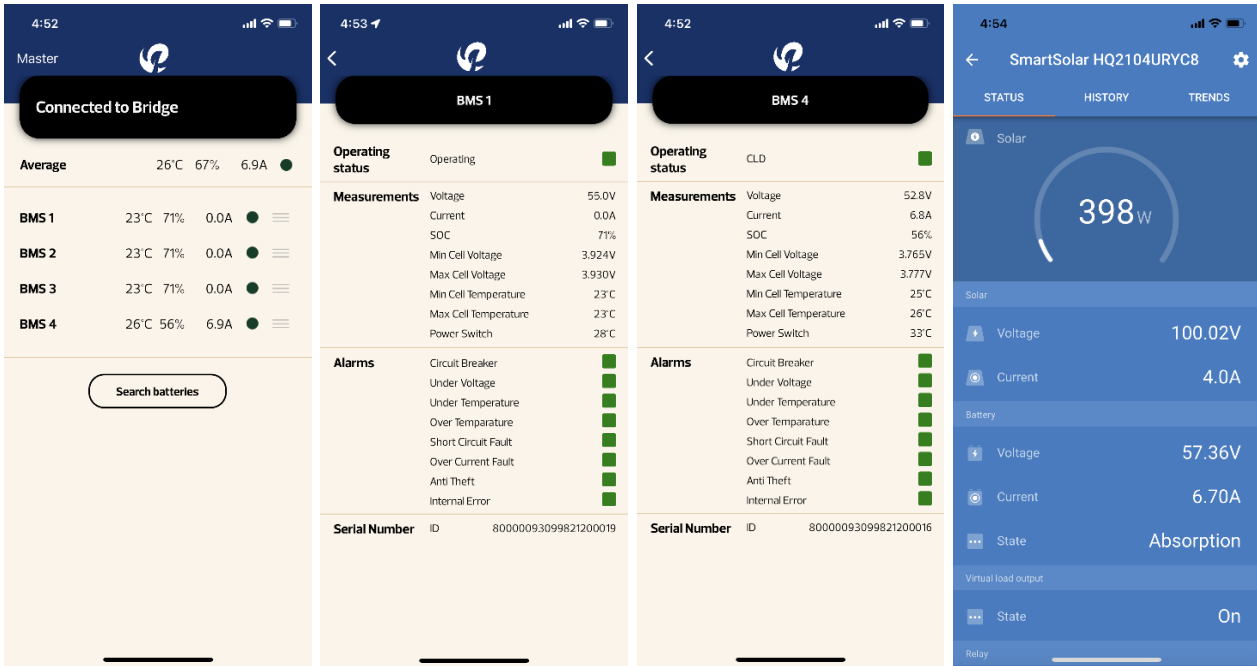 4:52
Master
Connected to Bridge
Average 26°C 67% 6.9A
BMS 1 23°C 71% 0.0A
BMS 2 23°C 71% 0.0A
BMS 3 23°C 71% 0.0A
BMS 4 26°C 56% 6.9A
Search batteries
4:53
BMS 1
Operating status Operating
Measurements Voltage 55.0V
Current 0.0A
SOC 71%
Min Cell Voltage 3.924V
Max Cell Voltage 3.930V
Min Cell Temperature 23°C
Max Cell Temperature 23°C
Power Switch 28°C
Alarms Circuit Breaker
Under Voltage
Under Temperature
Over Temparature
Short Circuit Fault
Over Current Fault
Anti Theft
Internal Error
Serial Number ID 80000093099821200019
4:52
BMS 4
Operating status CLD
Measurements Voltage 52.8V
Current 6.8A
SOC 56%
Min Cell Voltage 3.765V
Max Cell Voltage 3.777V
Min Cell Temperature 25°C
Max Cell Temperature 26°C
Power Switch 33°C
Alarms Circuit Breaker
Under Voltage
Under Temperature
Over Temparature
Short Circuit Fault
Over Current Fault
Anti Theft
Internal Error
Serial Number ID 80000093099821200016
4:54
SmartSolar HQ2104URYC8
STATUS HISTORY TRENDS
Solar
398W
Solar
Voltage 100.02V
Current 4.0A
Battery
Voltage 57.36V
Current 6.70A
State Absorption
Virtual load output
State On
Relay